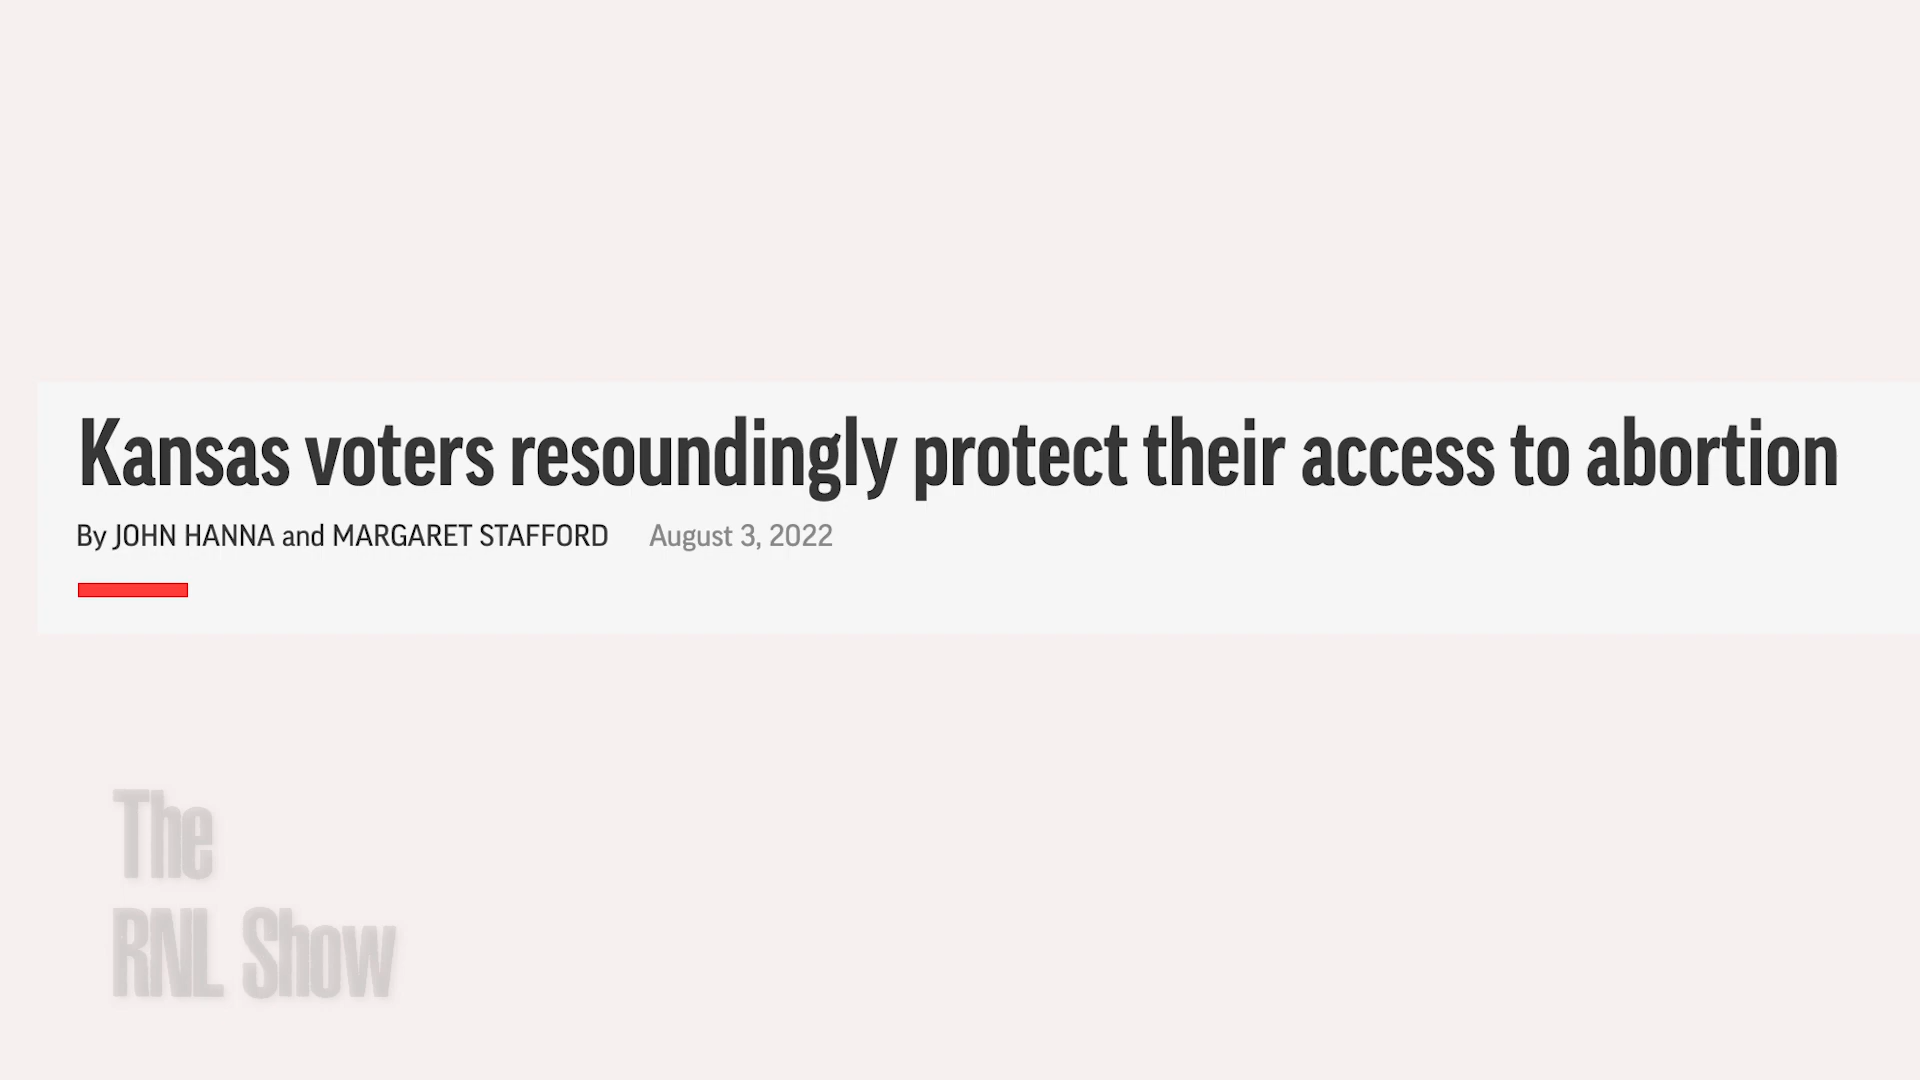 Kansas voters resoundingly protect their access to abortion
By JOHN HANNA and MARGARET STAFFORD August 3, 2022
The
RNL Show